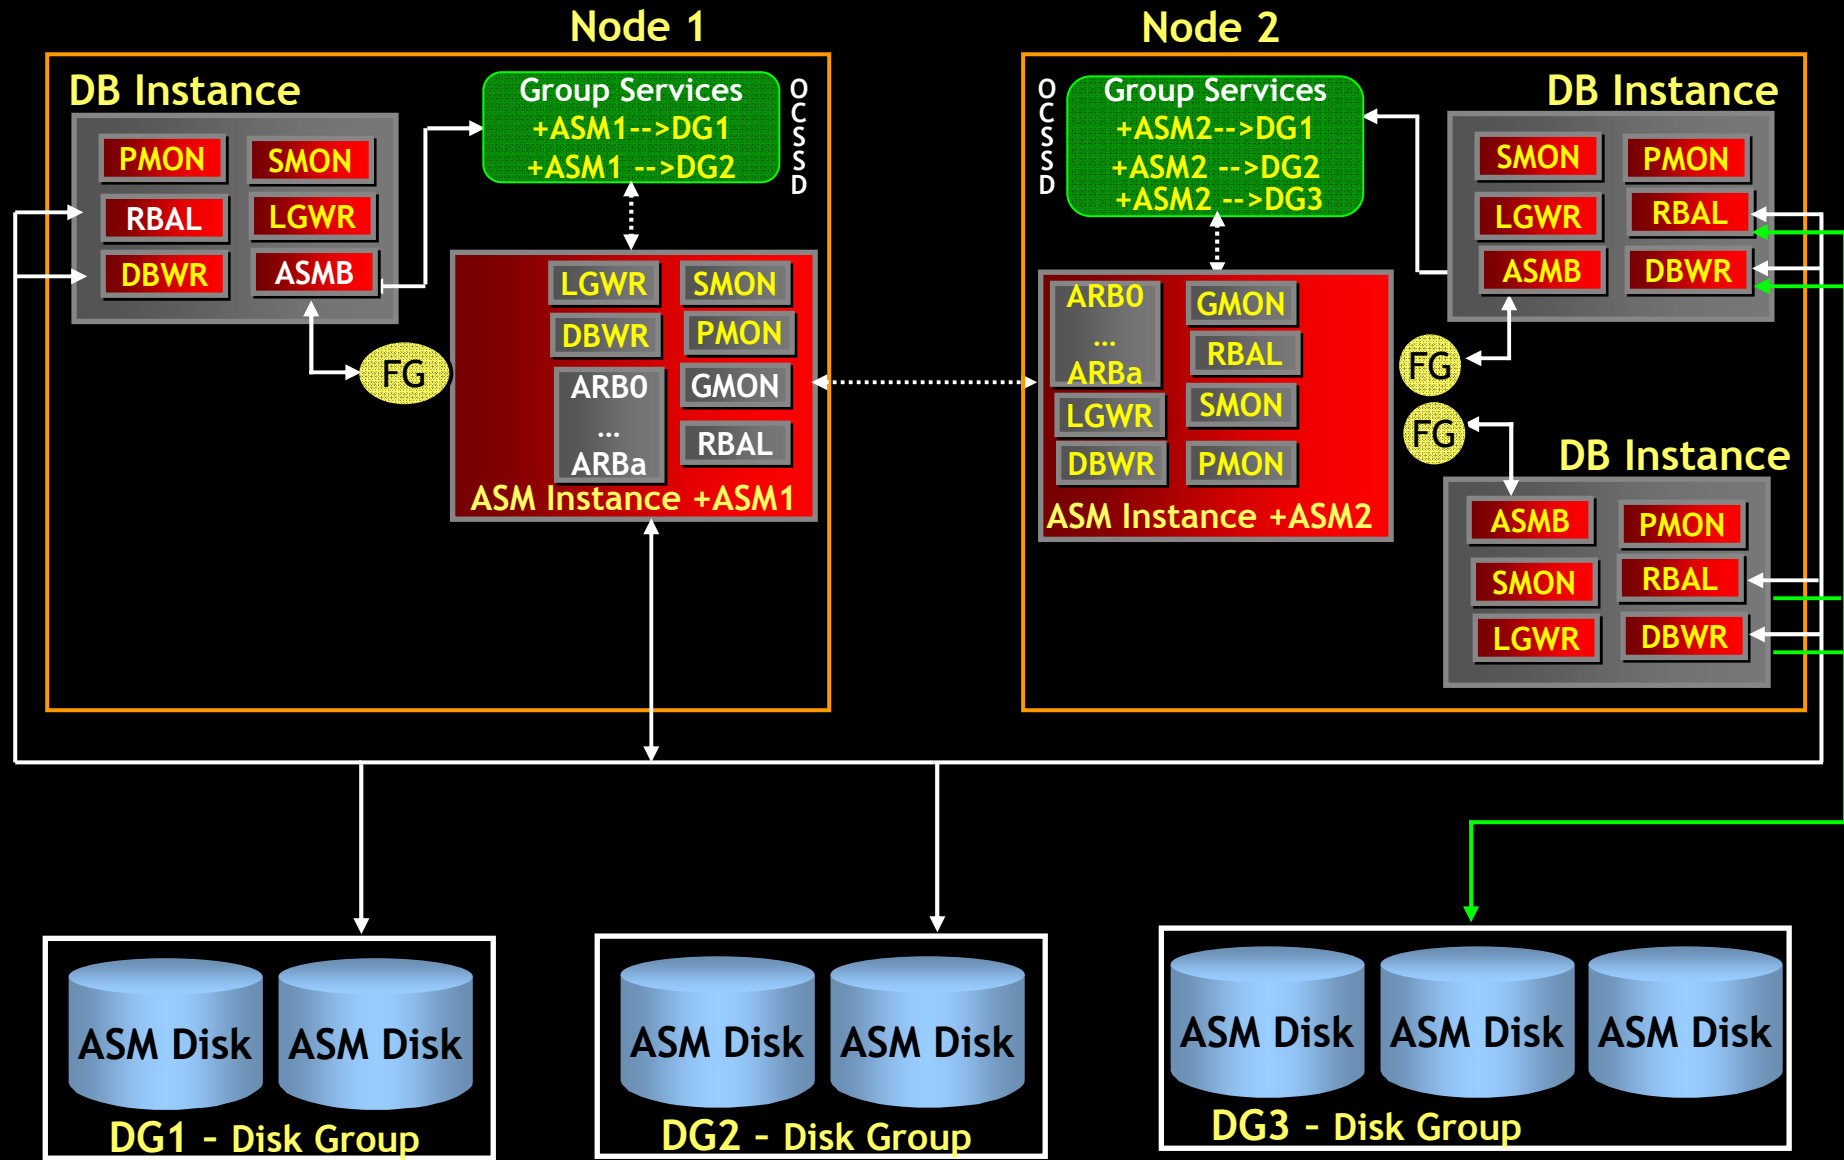 Node 1
DB Instance
PMON
SMON
RBAL
LGWR
DBWR
ASMB
Group Services
+ASM1-->DG1
+ASM1 -->DG2
OCSSD
FG
LGWR
SMON
DBWR
PMON
ARB0
...
ARBa
GMON
RBAL
ASM Instance +ASM1
Node 2
OCSSD
Group Services
+ASM2-->DG1
+ASM2 -->DG2
+ASM2 -->DG3
DB Instance
SMON
PMON
LGWR
RBAL
ASMB
DBWR
ARB0
...
ARBa
GMON
RBAL
LGWR
SMON
DBWR
PMON
ASM Instance +ASM2
FG
FG
DB Instance
ASMB
PMON
SMON
RBAL
LGWR
DBWR
ASM Disk
ASM Disk
DG1 – Disk Group
ASM Disk
ASM Disk
DG2 – Disk Group
ASM Disk
ASM Disk
ASM Disk
DG3 – Disk Group